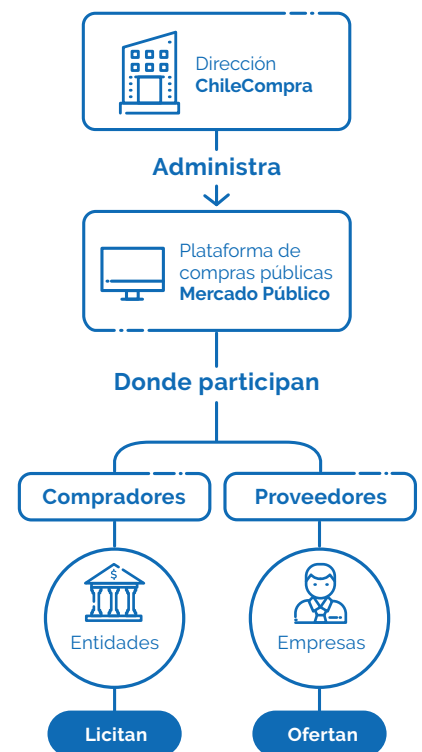 Dirección
ChileCompra
Administra
Plataforma de
compras públicas
Mercado Público
Donde participan
Compradores
Proveedores
$
Entidades
Empresas
Licitan
Ofertan